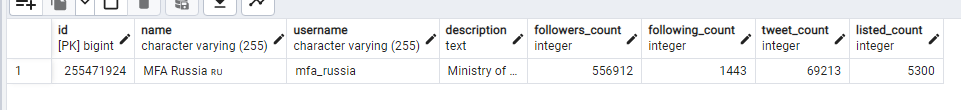 id name username description followers_count following_count tweet_count listed_count
[PK] bigint character varying (255) character varying (255) text integer integer integer integer
1 255471924 MFA Russia RU mfa_russia Ministry of ... 556912 1443 69213 5300